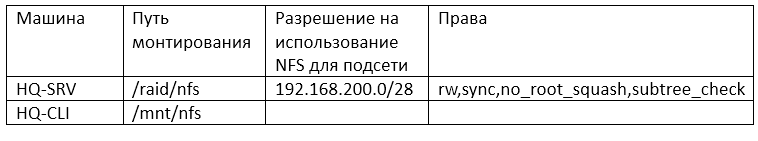 Машина
Путь
монтирования
Разрешение на
использование
NFS для подсети
Права
HQ-SRV
/raid/nfs
192.168.200.0/28
rw,sync,no_root_squash,subtree_check
HQ-CLI
/mnt/nfs